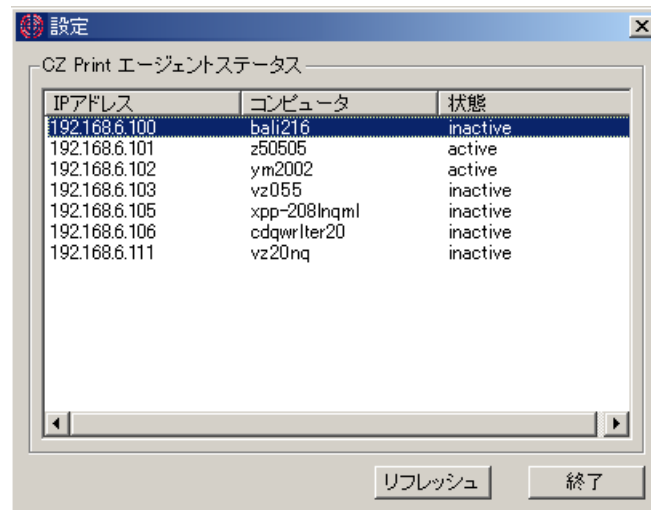 設定
CZ Print エージェントステータス
IPアドレス コンピュータ 状態
192.168.6.100 bali216 inactive
192.168.6.101 z50505 active
192.168.6.102 ym2002 active
192.168.6.103 vz055 inactive
192.168.6.105 xpp-208lnqml inactive
192.168.6.106 cdqwrlter20 inactive
192.168.6.111 vz20nq inactive
リフレッシュ 終了